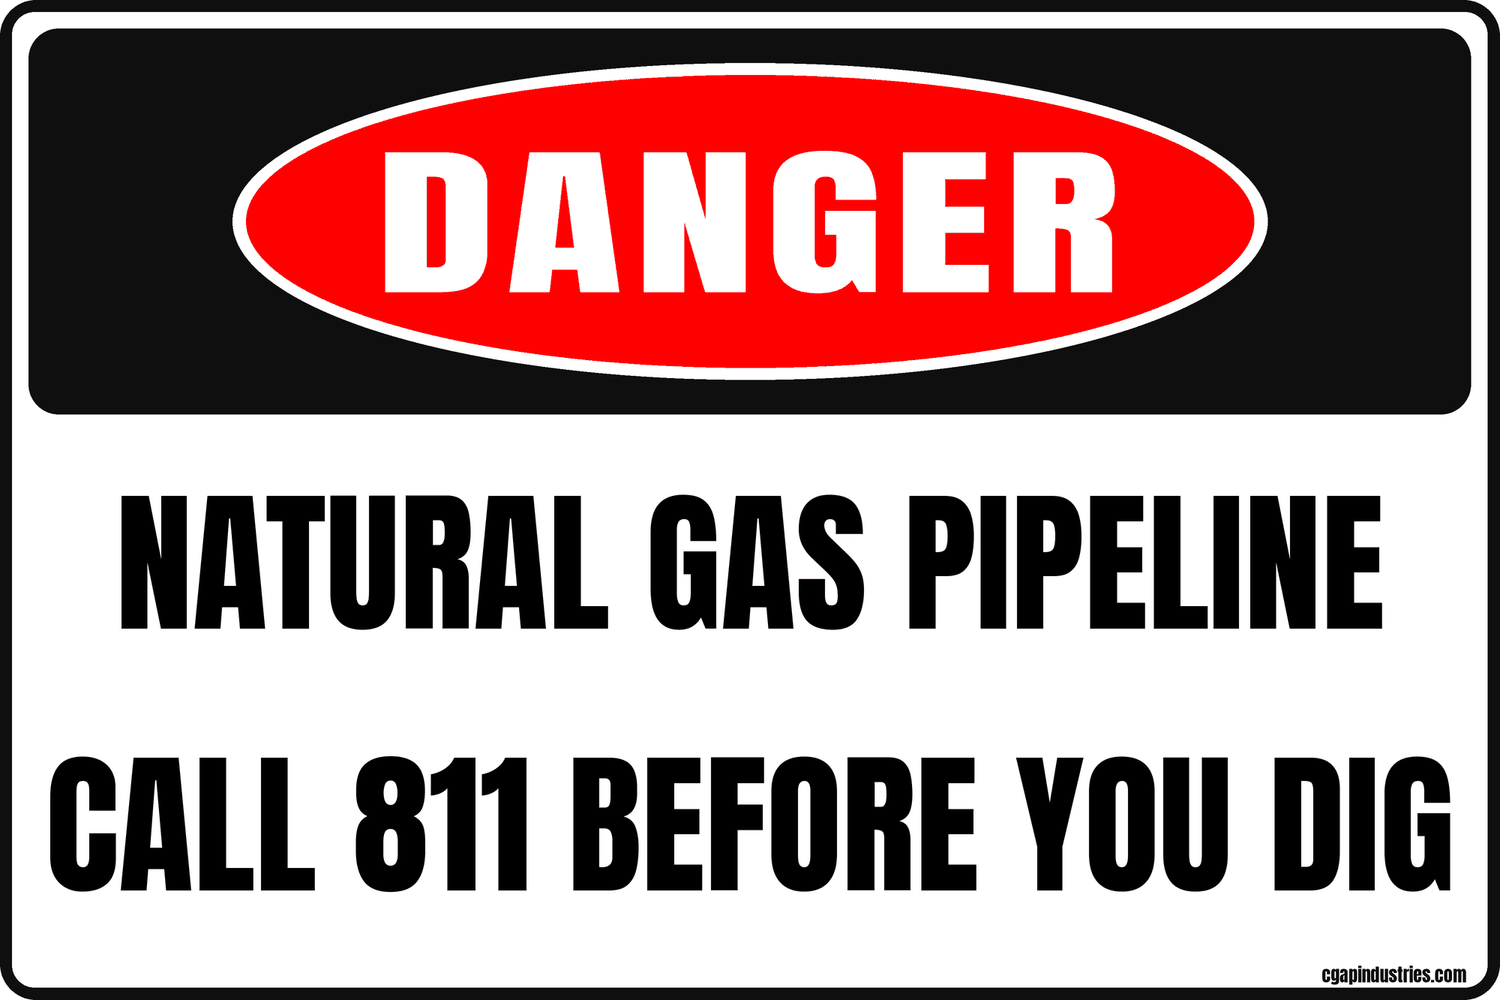 DANGER
NATURAL GAS PIPELINE
CALL 811 BEFORE YOU DIG
cgapindustries.com